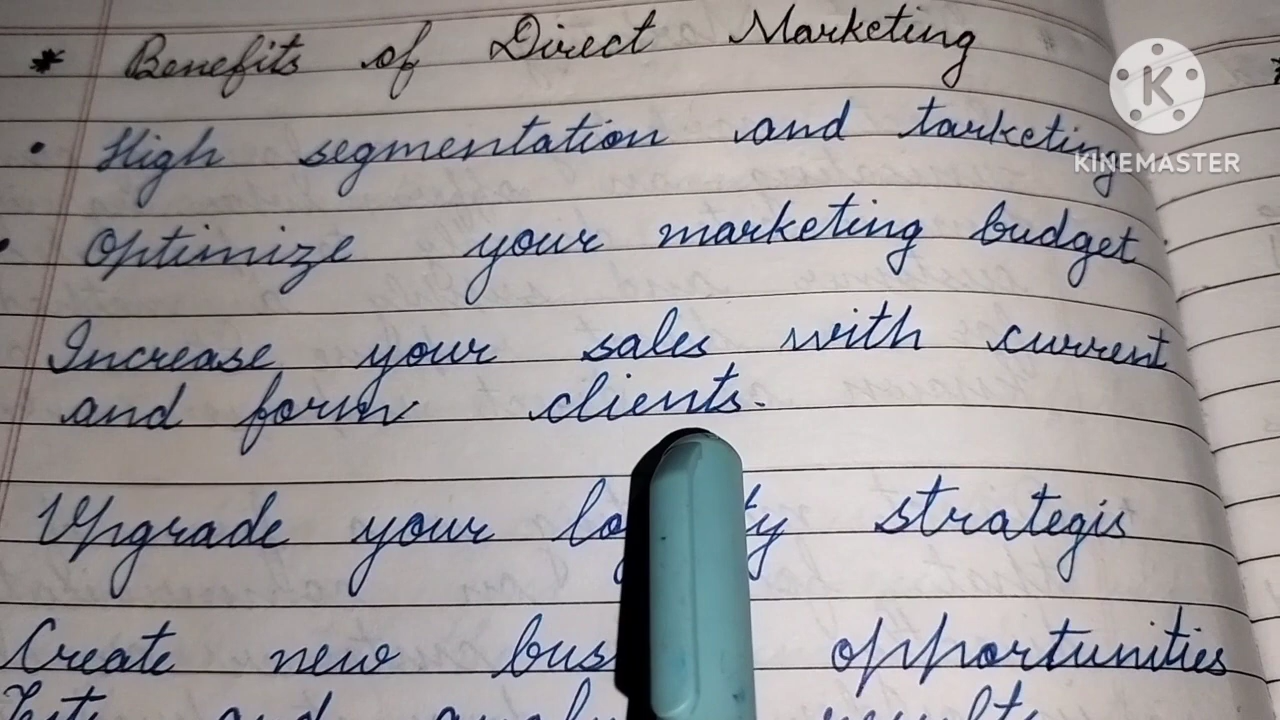 * Benefits of Direct Marketing
• High segmentation and tarketing
• Optimize your marketing budget
Increase your sales with current
and form clients.
Upgrade your strategis
Create new opportunities
and
K
KINEMASTER